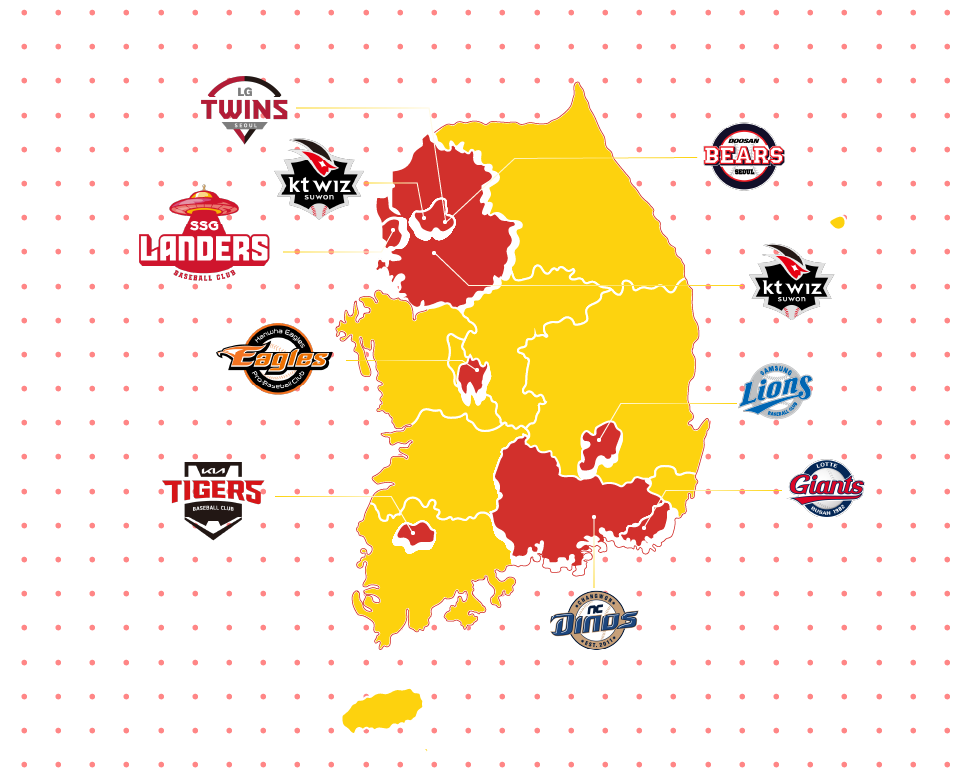 LG
TWINS
SEOUL
kt wiz
suwon
SSG
LANDERS
BASEBALL CLUB
Hanwha Eagles
Eagles
Pro-Baseball Club
KIA
TIGERS
BASEBALL CLUB
DOOSAN
BEARS
SEOUL
kt wiz
suwon
SAMSUNG
Lions
BASEBALL CLUB
LOTTE
Giants
BUSAN 1982
CHANGWON
NC
DINOS
EST. 2011